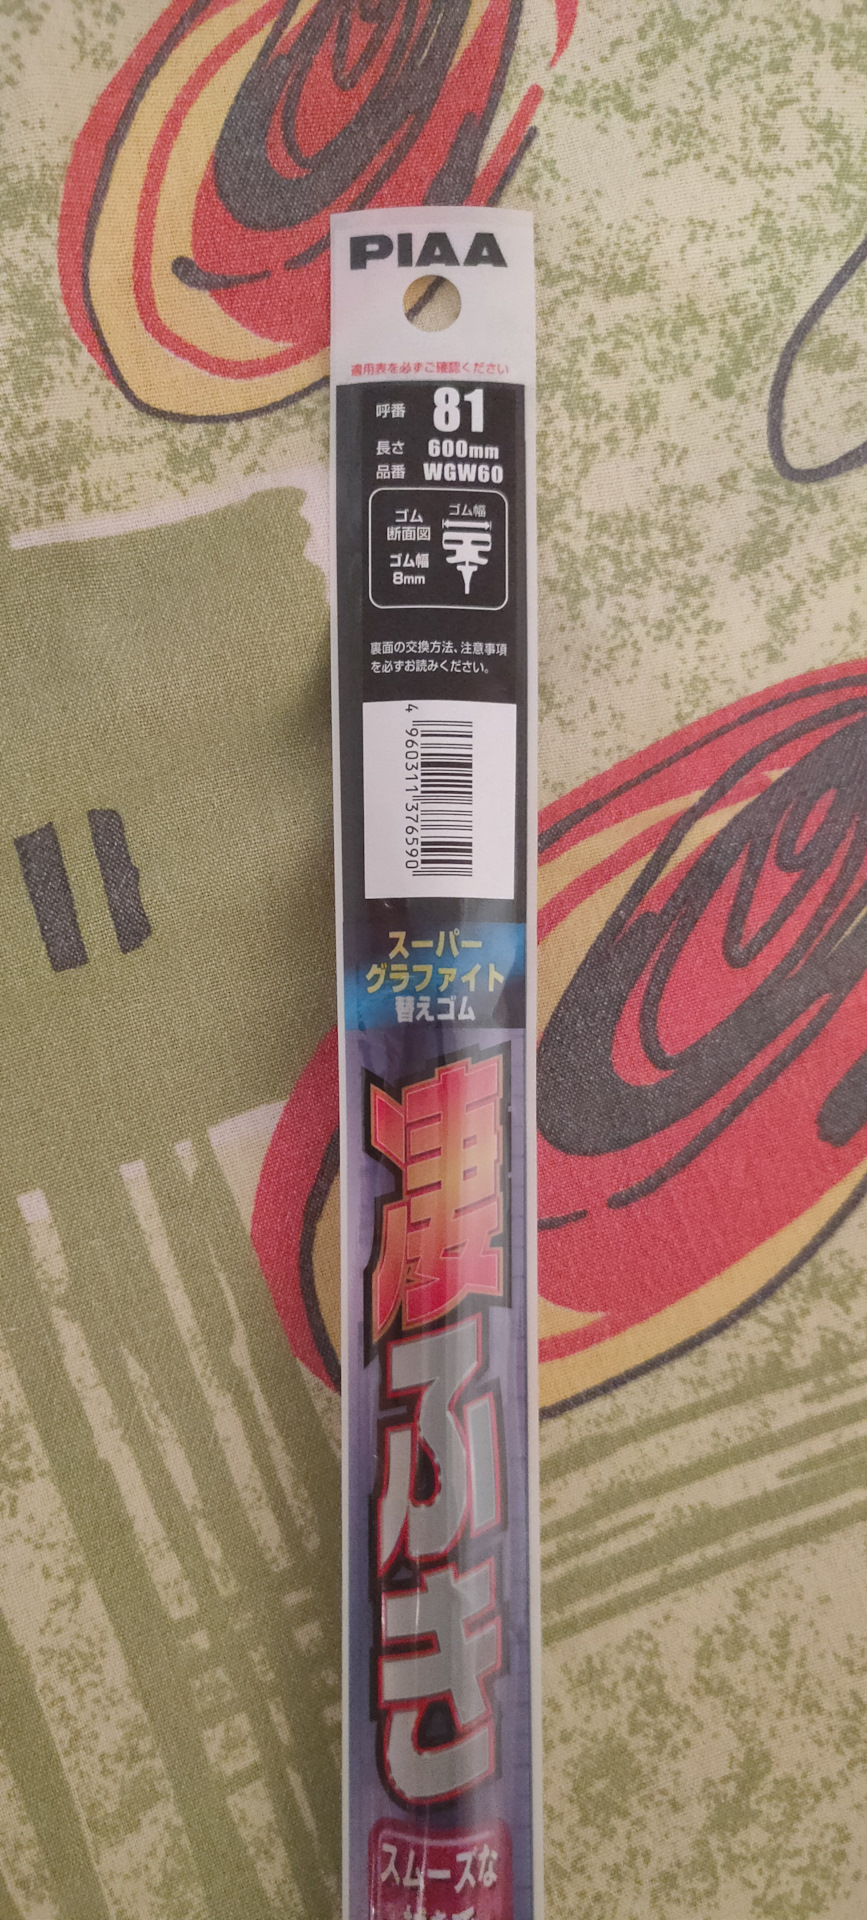 PIAA
適用表を必ずご確認ください
呼番 81
長さ 600mm
品番 WGW60
ゴム
断面図
ゴム幅
8mm
ゴム幅
裏面の交換方法、注意事項
を必ずお読みください。
4 960311 376590
スーパー
グラファイト
替えゴム
凄ふき
スムーズな